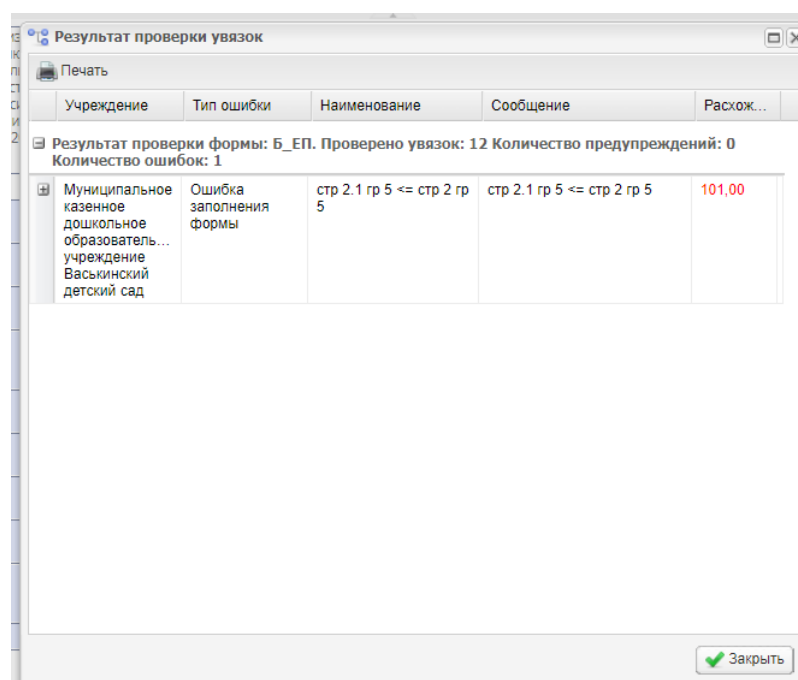 Результат проверки увязок
Печать
Учреждение Тип ошибки Наименование Сообщение Расхож...
Результат проверки формы: Б_ЕП. Проверено увязок: 12 Количество предупреждений: 0
Количество ошибок: 1
Муниципальное
казенное
дошкольное
образователь...
учреждение
Васькинский
детский сад
Ошибка
заполнения
формы
стр 2.1 гр 5 <= стр 2 гр
5
стр 2.1 гр 5 <= стр 2 гр 5
101,00
Закрыть